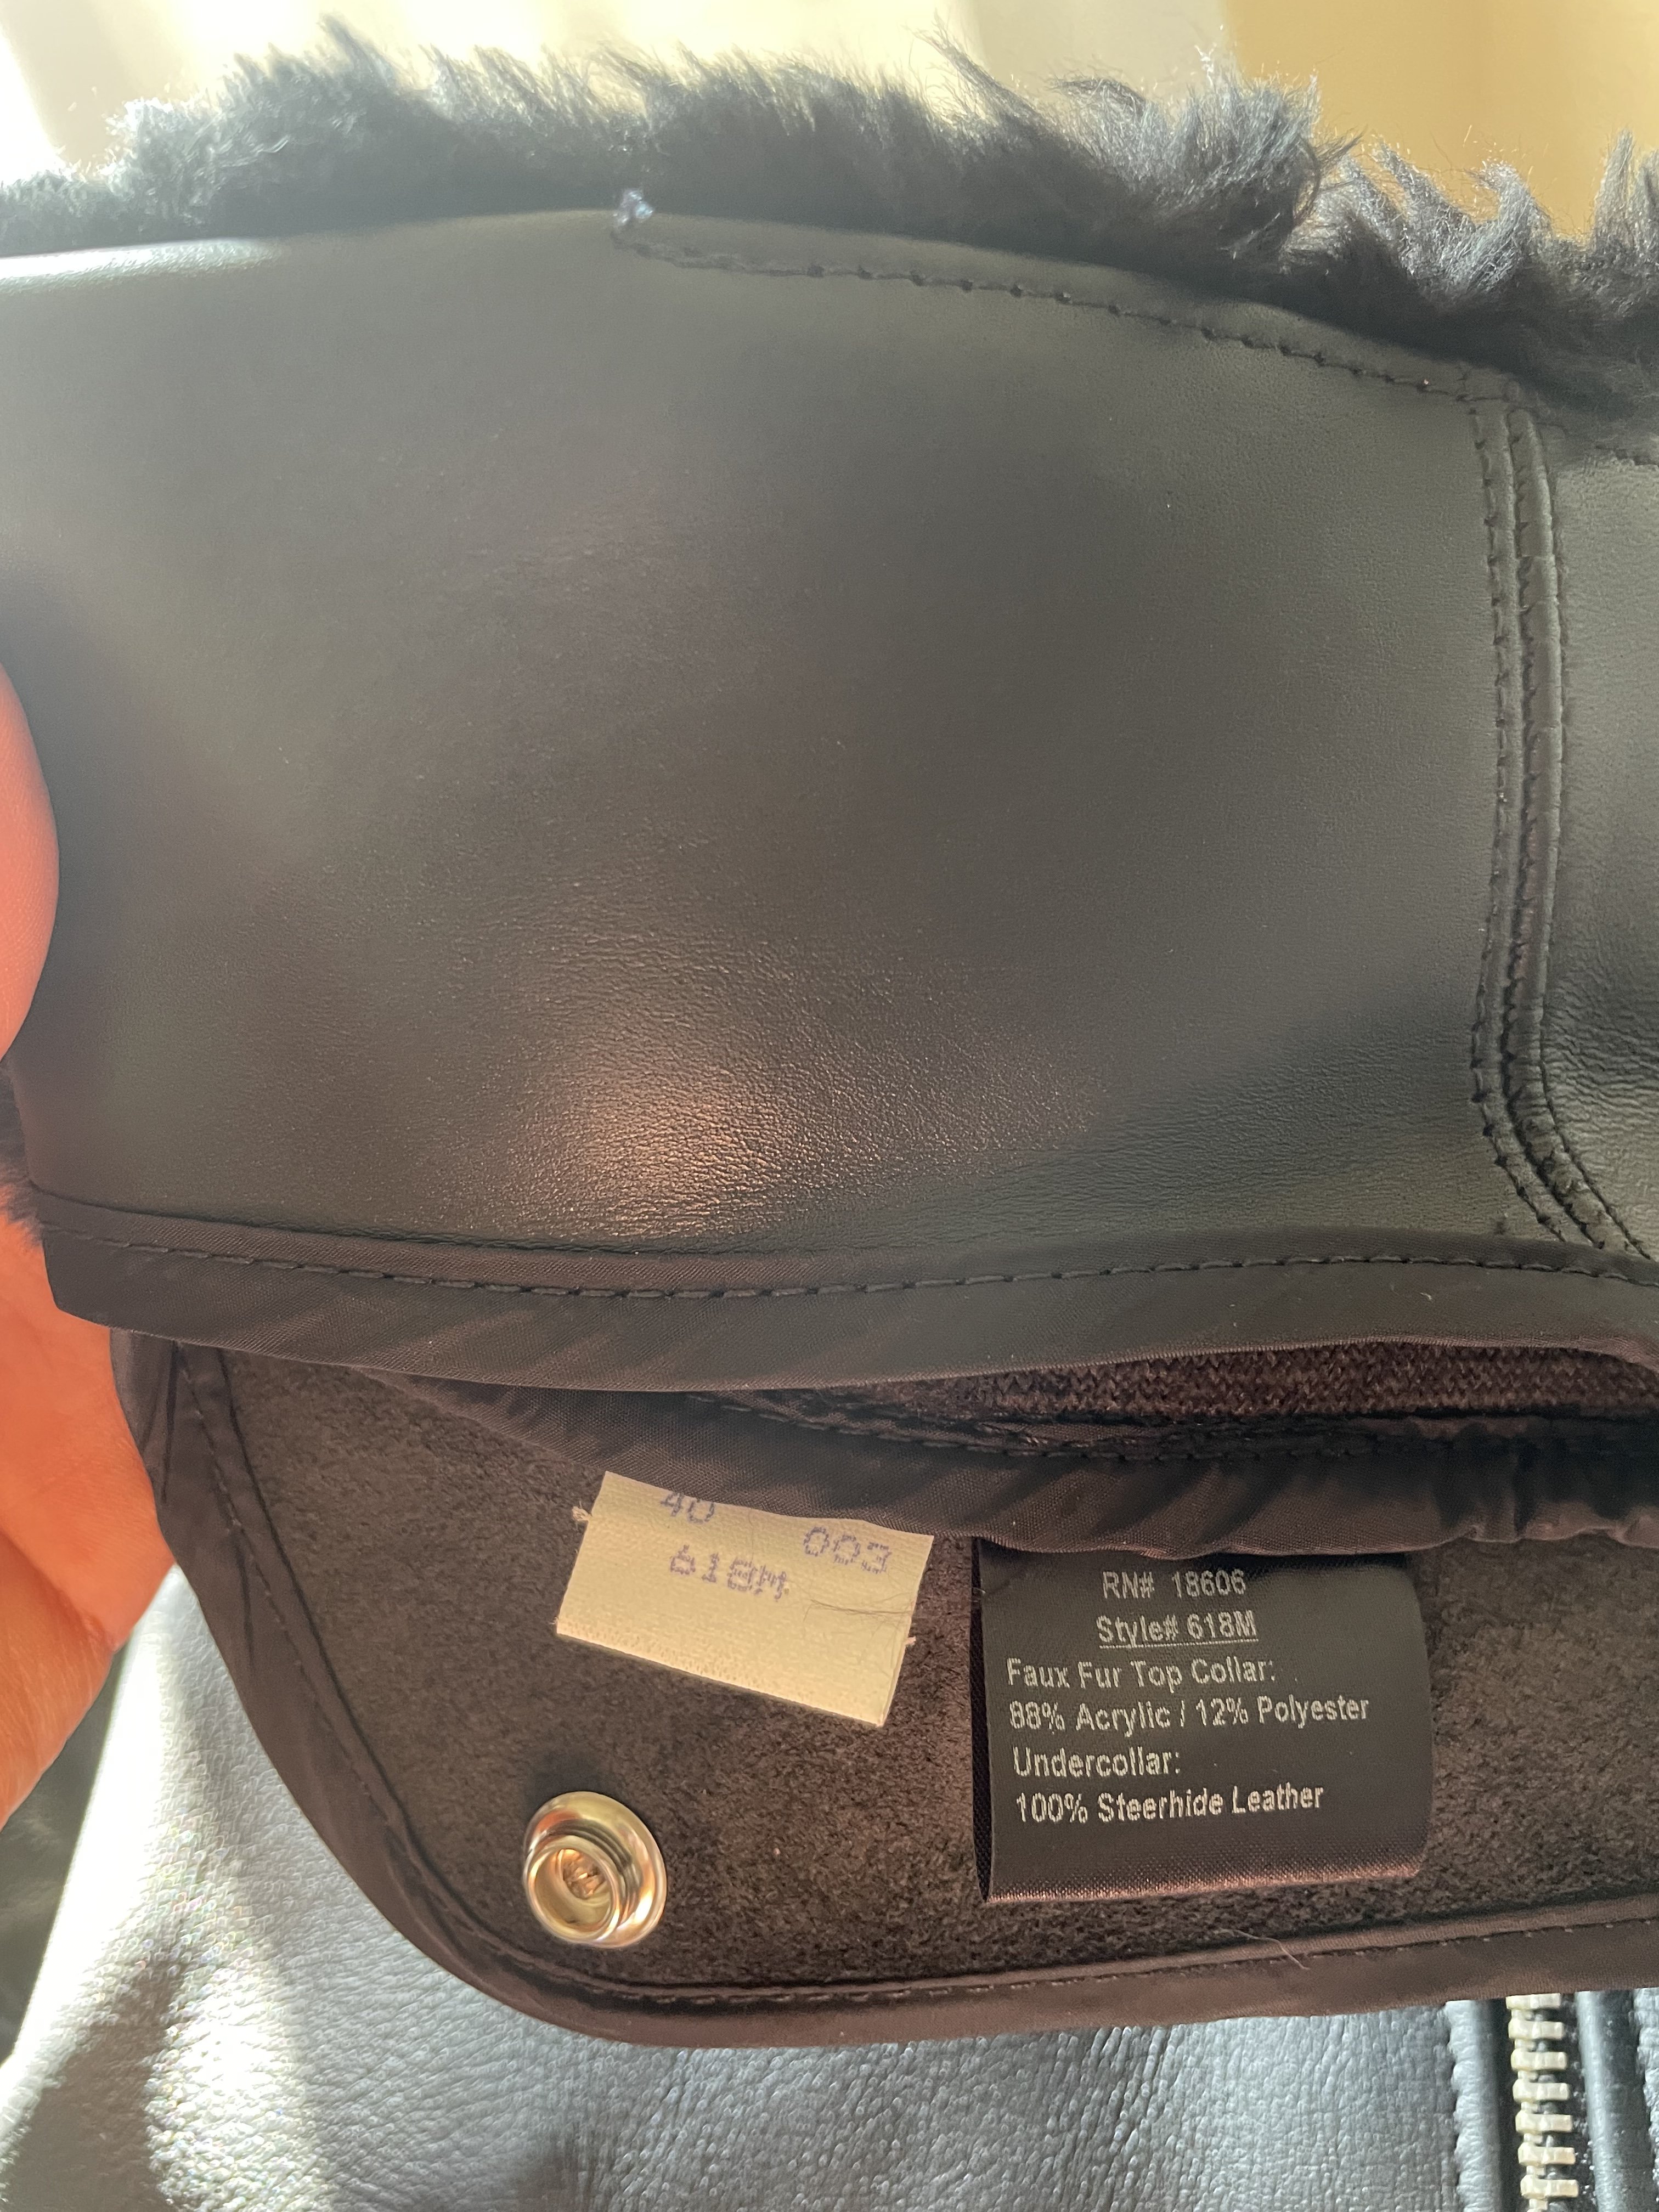 40 003
618M
RN# 18606
Style# 618M
Faux Fur Top Collar:
88% Acrylic / 12% Polyester
Undercollar:
100% Steerhide Leather